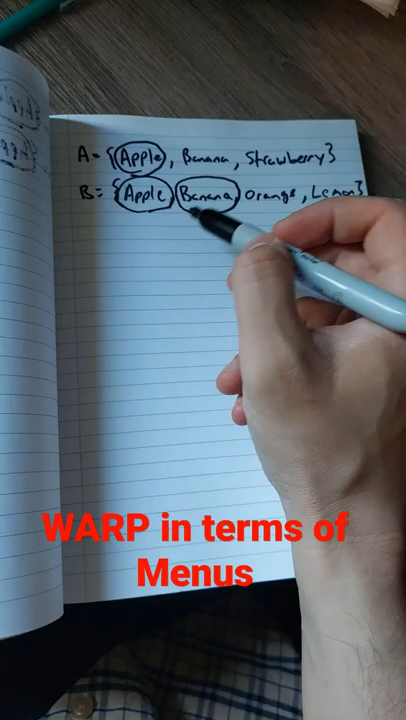 A = {Apple, Banana, Strawberry}
B = {Apple Banana, Orange, Lemon}
WARP in terms of
Menus